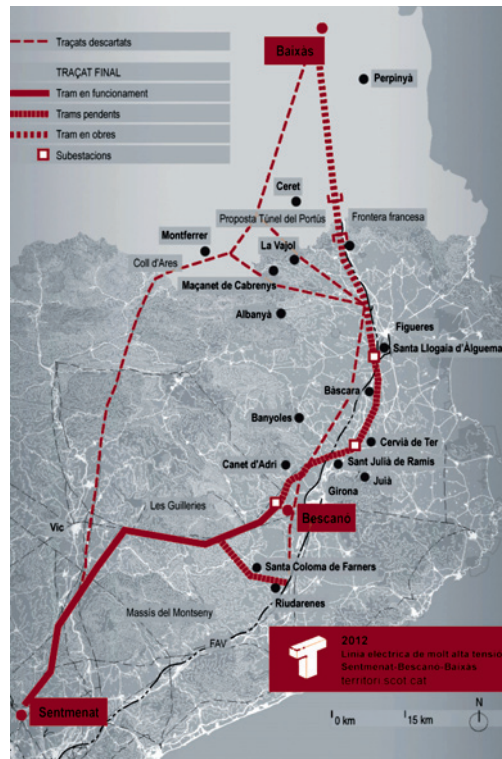 Baixàs
Traçats descartats
TRAÇAT FINAL
Tram en funcionament
Trams pendents
Tram en obres
Subestacions
Perpinyà
Ceret
Proposta Túnel del Portús
Frontera francesa
Montferrer
La Vajol
Coll d'Ares
Maçanet de Cabrenys
Albanyà
Figueres
Santa Llogaia d'Àlguema
Bàscara
Banyoles
Cervià de Ter
Canet d'Adri
Sant Julià de Ramis
Juià
Girona
Les Guilleries
Bescano
Vic
Santa Coloma de Farners
Riudarenes
Massís del Montseny
FAV
2012
Línia elèctrica de molt alta tensió
Sentmenat-Bescano-Baixàs
territori scot cat
Sentmenat
N
0 km
15 km